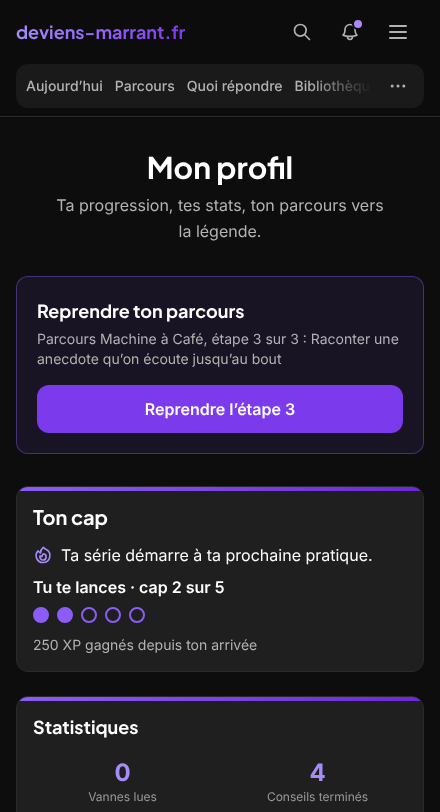 deviens-marrant.fr
Aujourd’hui Parcours Quoi répondre Bibliothèqu
Mon profil
Ta progression, tes stats, ton parcours vers
la légende.
Reprendre ton parcours
Parcours Machine à Café, étape 3 sur 3 : Raconter une
anecdote qu’on écoute jusqu’au bout
Reprendre l’étape 3
Ton cap
Ta série démarre à ta prochaine pratique.
Tu te lances · cap 2 sur 5
250 XP gagnés depuis ton arrivée
Statistiques
0 4
Vannes lues Conseils terminés